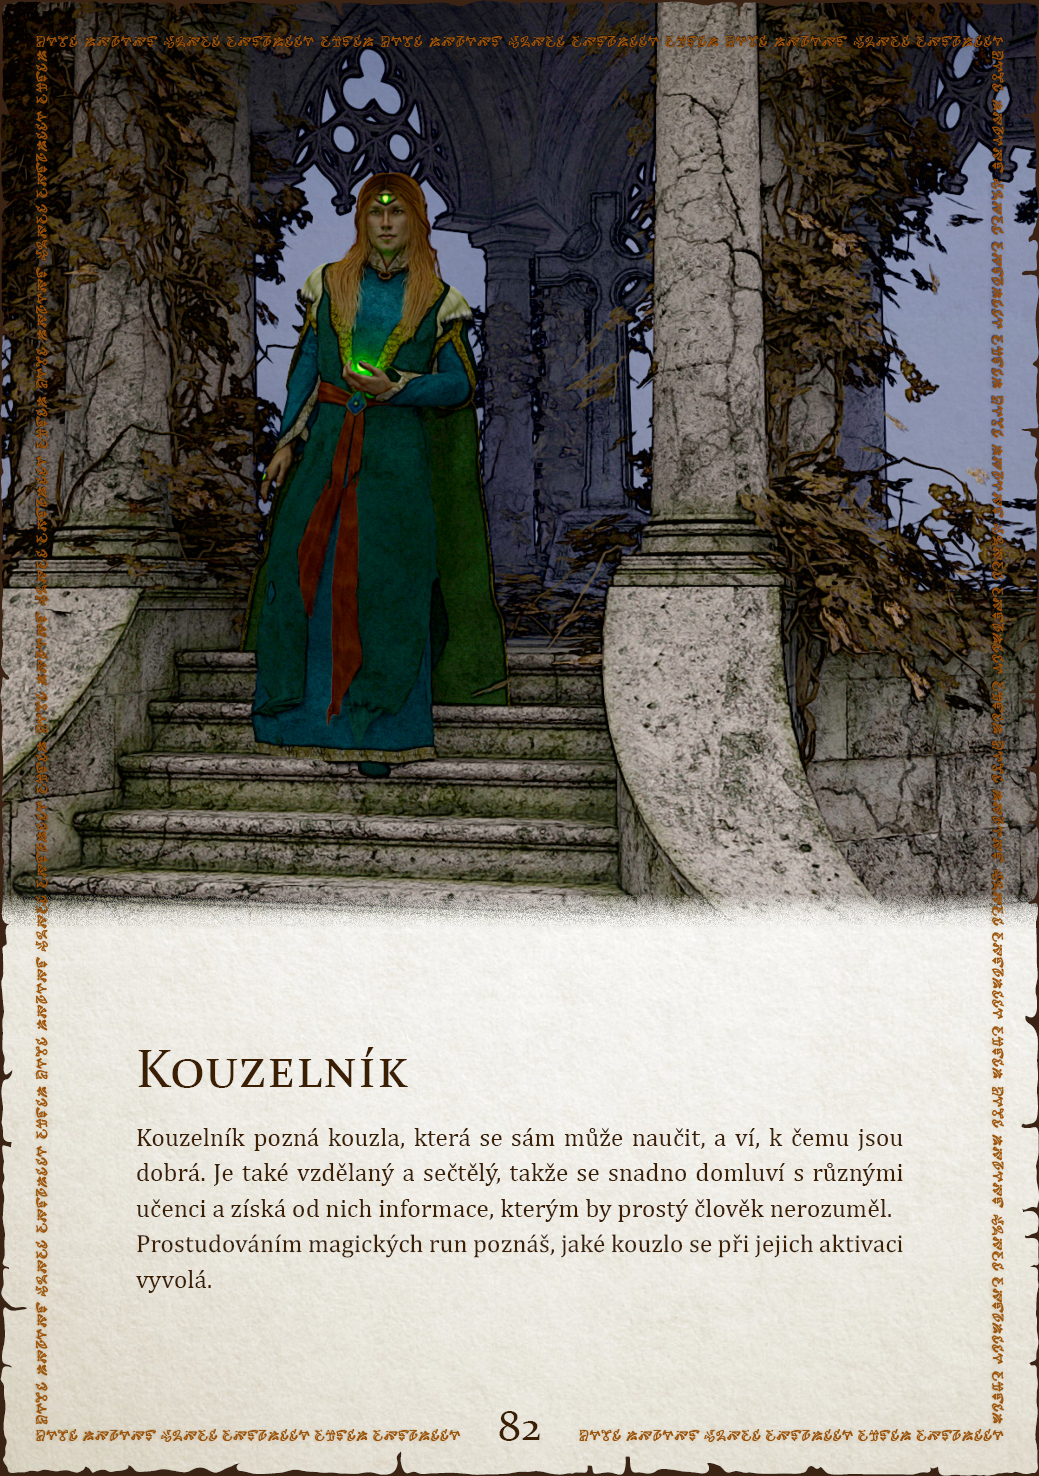 Kouzelník
Kouzelník pozná kouzla, která se sám může naučit, a ví, k čemu jsou
dobrá. Je také vzdělaný a sečtělý, takže se snadno domluví s různými
učenci a získá od nich informace, kterým by prostý člověk nerozuměl.
Prostudováním magických run poznáš, jaké kouzlo se při jejich aktivaci
vyvolá.
82